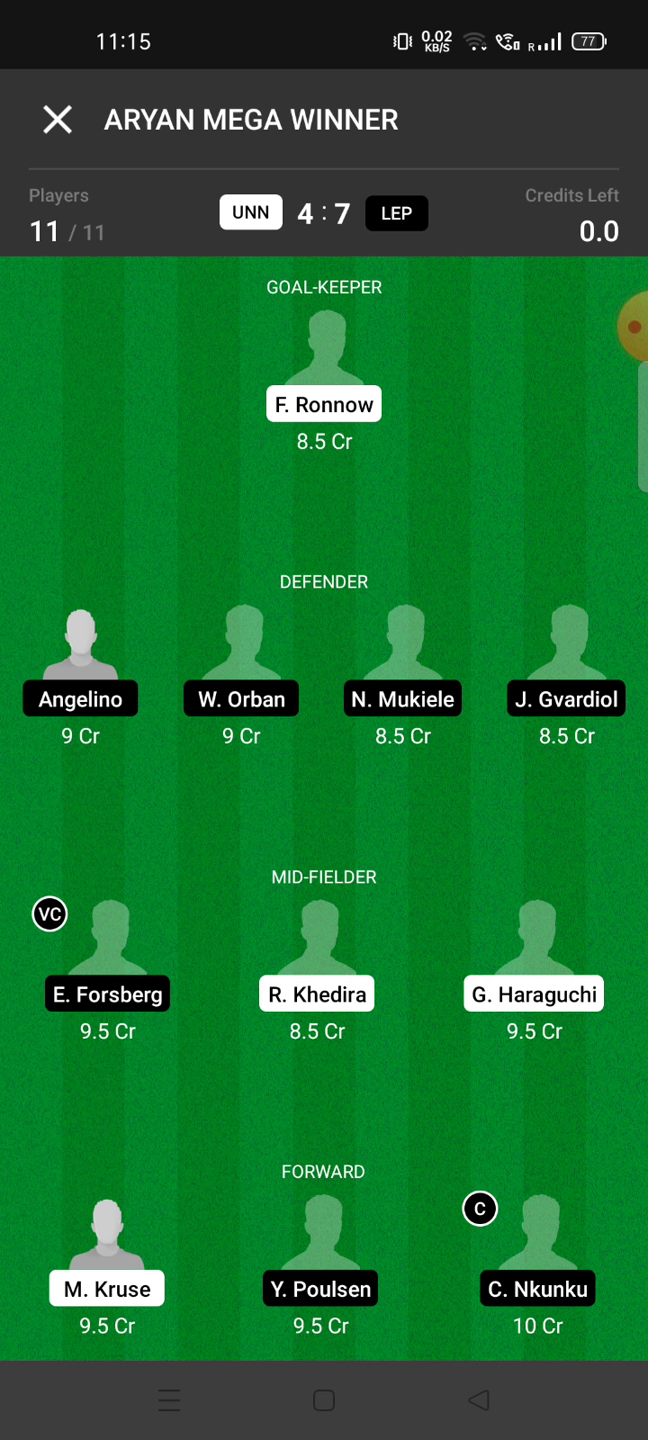 11:15 0.02 KB/S R 77
ARYAN MEGA WINNER
Players Credits Left
11 / 11 UNN 4 : 7 LEP 0.0
GOAL-KEEPER
F. Ronnow
8.5 Cr
DEFENDER
Angelino W. Orban N. Mukiele J. Gvardiol
9 Cr 9 Cr 8.5 Cr 8.5 Cr
MID-FIELDER
VC
E. Forsberg R. Khedira G. Haraguchi
9.5 Cr 8.5 Cr 9.5 Cr
FORWARD
C
M. Kruse Y. Poulsen C. Nkunku
9.5 Cr 9.5 Cr 10 Cr